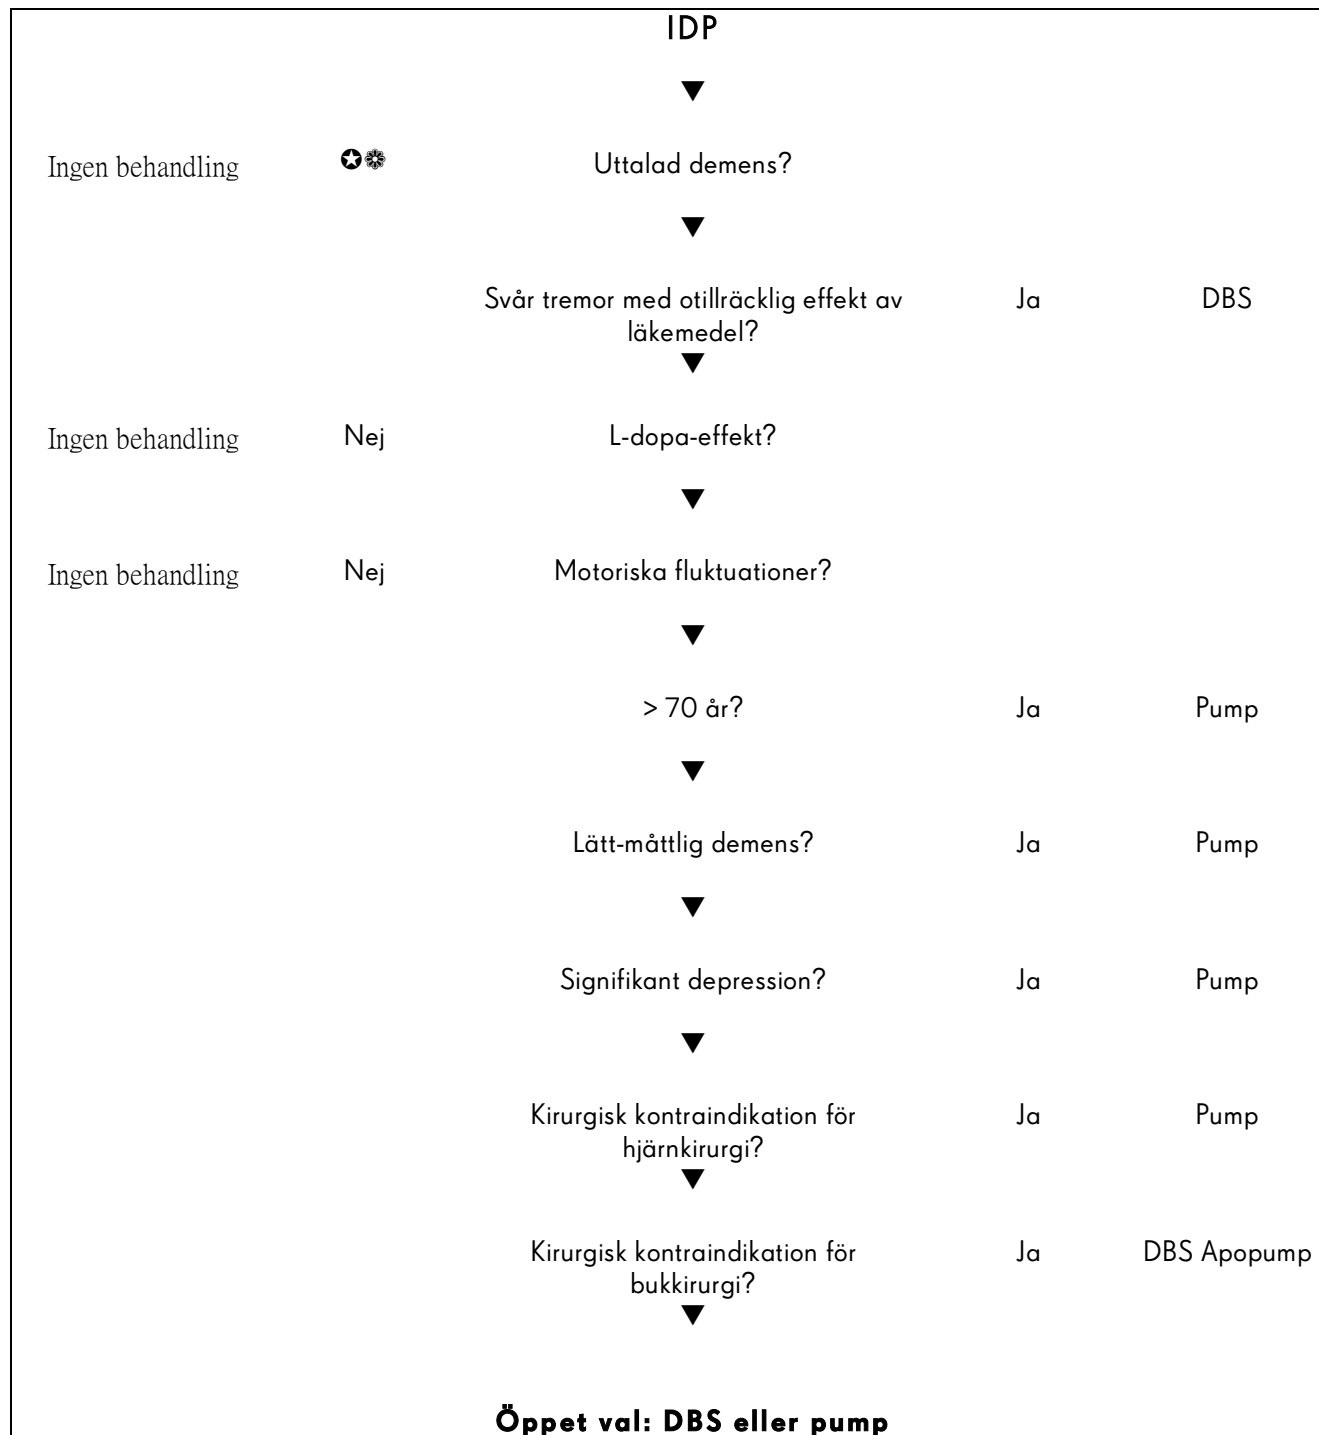 IDP
▼
Ingen behandling ✪❁ Uttalad demens?
▼
Svår tremor med otillräcklig effekt av Ja DBS
läkemedel?
▼
Ingen behandling Nej L-dopa-effekt?
▼
Ingen behandling Nej Motoriska fluktuationer?
▼
> 70 år? Ja Pump
▼
Lätt-måttlig demens? Ja Pump
▼
Signifikant depression? Ja Pump
▼
Kirurgisk kontraindikation för Ja Pump
hjärnkirurgi?
▼
Kirurgisk kontraindikation för Ja DBS Apopump
bukkirurgi?
▼
Öppet val: DBS eller pump